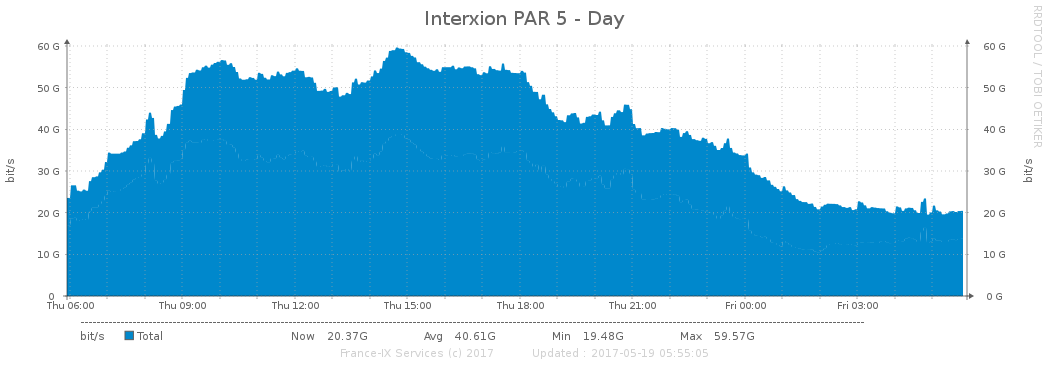 Interxion PAR 5 - Day
RRDTOOL / TOBI OETIKER
60 G 60 G
50 G 50 G
40 G 40 G
30 G 30 G
20 G 20 G
10 G 10 G
0 0 G
bit/s
bit/s
Thu 06:00 Thu 09:00 Thu 12:00 Thu 15:00 Thu 18:00 Thu 21:00 Fri 00:00 Fri 03:00
bit/s Total Now 20.37G Avg 40.61G Min 19.48G Max 59.57G
France-IX Services (c) 2017 Updated : 2017-05-19 05:55:05